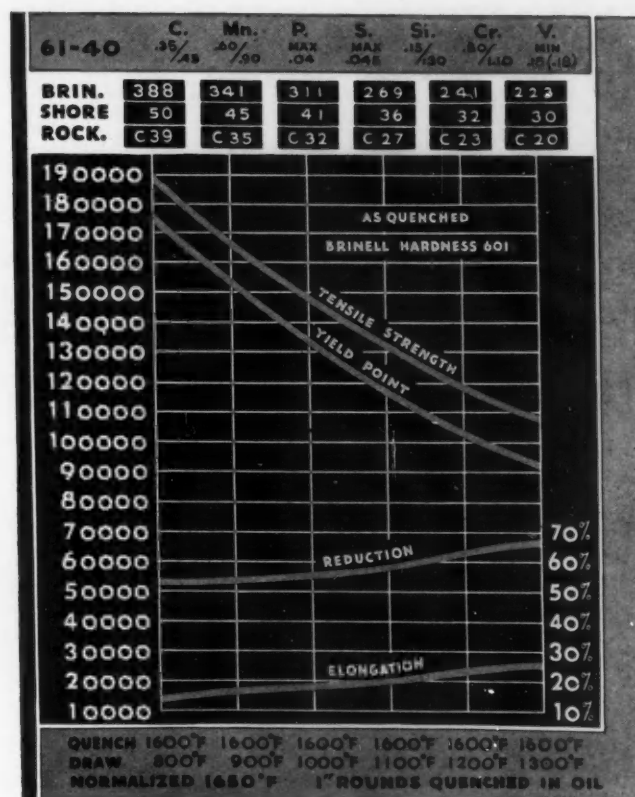 61-40 C. Mn. P. S. Si. Cr. V.
.35/.45 .60/.90 MAX .04 MAX .045 .15/.30 .80/1.10 MIN .15(.18)
BRIN. 388 341 311 269 241 223
SHORE 50 45 41 36 32 30
ROCK. C39 C35 C32 C27 C23 C20
190000
180000
AS QUENCHED
170000
BRINELL HARDNESS 601
160000
150000
TENSILE STRENGTH
140000
YIELD POINT
130000
120000
110000
100000
90000
80000
70000 70%
REDUCTION
60000 60%
50000 50%
40000 40%
30000 30%
ELONGATION
20000 20%
10000 10%
QUENCH 1600°F 1600°F 1600°F 1600°F 1600°F 1600°F
DRAW 800°F 900°F 1000°F 1100°F 1200°F 1300°F
NORMALIZED 1650°F 1" ROUNDS QUENCHED IN OIL